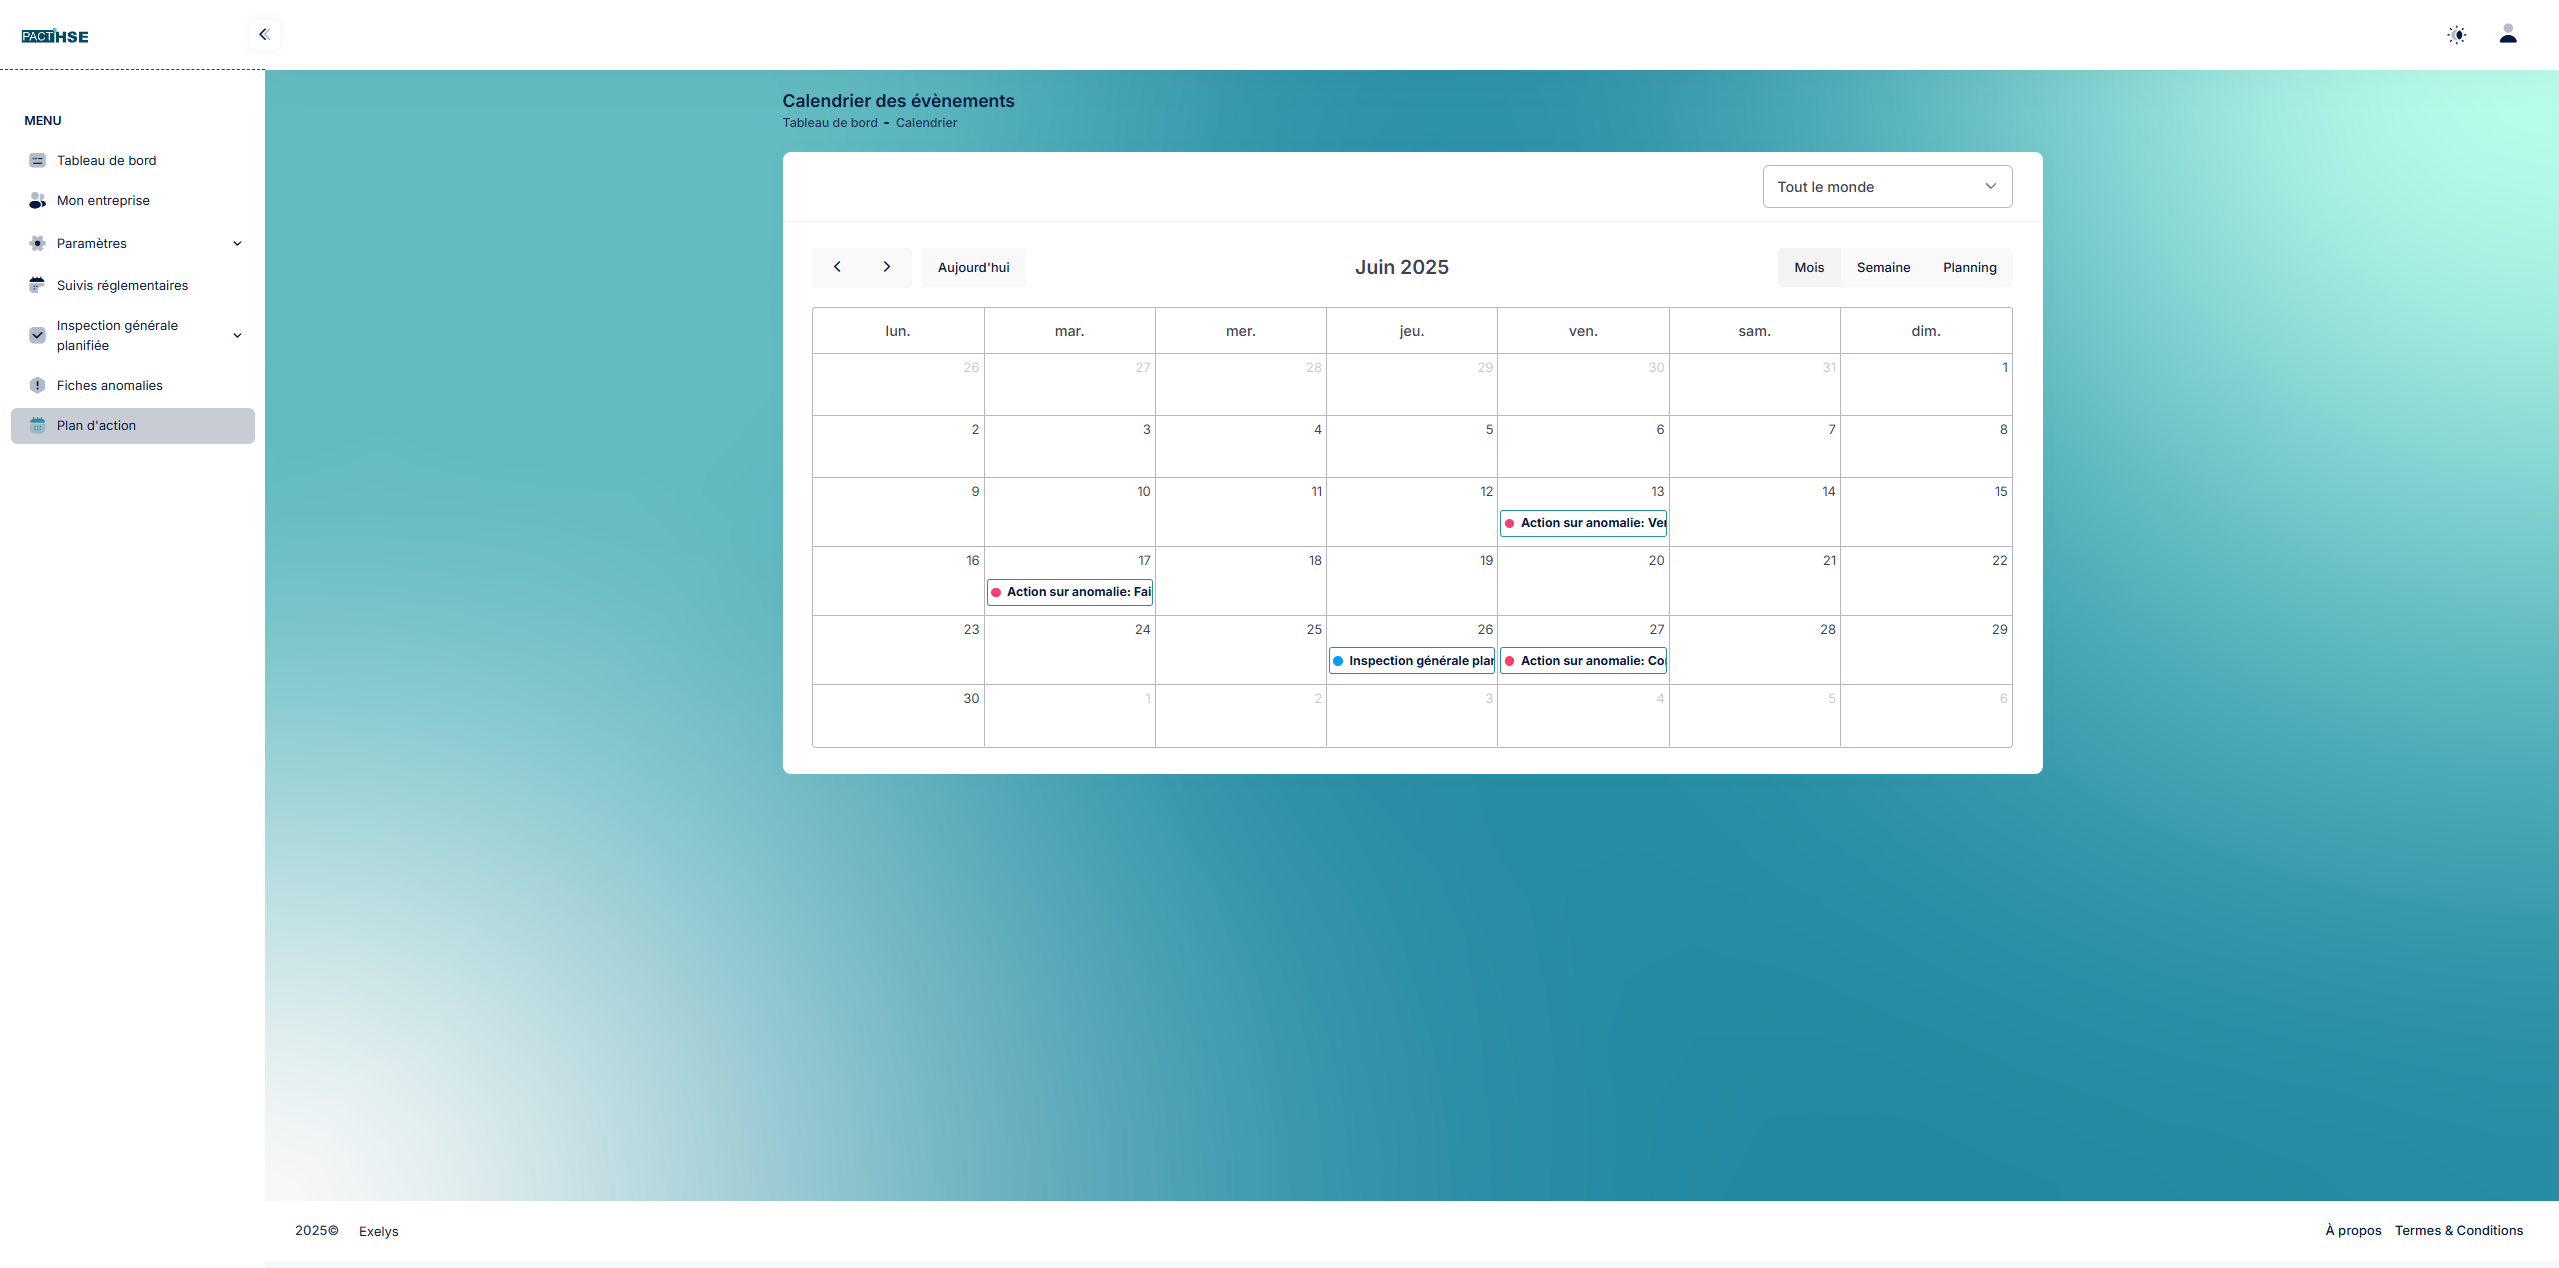 PACT HSE
MENU
Tableau de bord
Mon entreprise
Paramètres
Suivis réglementaires
Inspection générale
planifiée
Fiches anomalies
Plan d'action
Calendrier des évènements
Tableau de bord - Calendrier
Tout le monde
Aujourd'hui
Juin 2025
Mois Semaine Planning
lun. mar. mer. jeu. ven. sam. dim.
26 27 28 29 30 31 1
2 3 4 5 6 7 8
9 10 11 12 13 14 15
Action sur anomalie: Ver
16 17 18 19 20 21 22
Action sur anomalie: Fai
23 24 25 26 27 28 29
Inspection générale plan Action sur anomalie: Co
30 1 2 3 4 5 6
2025© Exelys
À propos Termes & Conditions